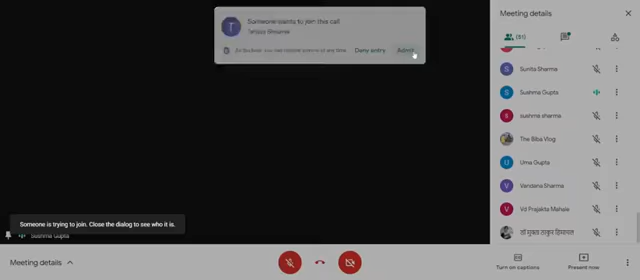 Meeting details
Someone wants to join this call
Deny entry
Admit
(51)
Sunita Sharma
Sushma Gupta
sushma sharma
The Biba Vlog
Uma Gupta
Vandana Sharma
Vd Prajakta Mahale
Someone is trying to join. Close the dialog to see who it is.
Sushma Gupta
Meeting details
Turn on captions
Present now